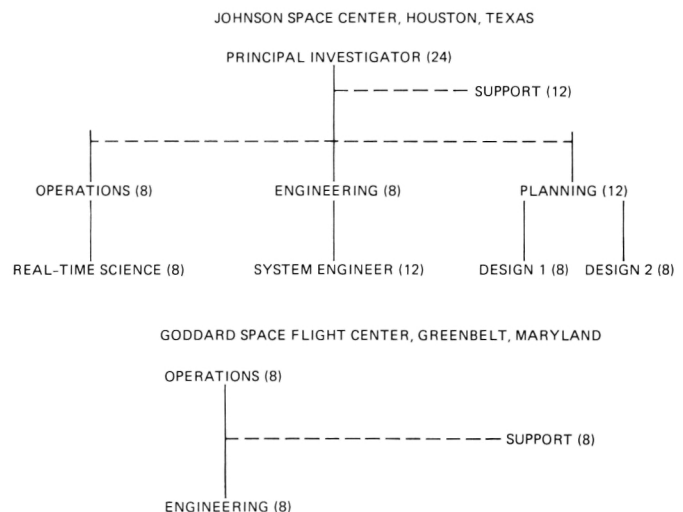 JOHNSON SPACE CENTER, HOUSTON, TEXAS
PRINCIPAL INVESTIGATOR (24)
SUPPORT (12)
OPERATIONS (8) ENGINEERING (8) PLANNING (12)
REAL-TIME SCIENCE (8) SYSTEM ENGINEER (12) DESIGN 1 (8) DESIGN 2 (8)
GODDARD SPACE FLIGHT CENTER, GREENBELT, MARYLAND
OPERATIONS (8)
SUPPORT (8)
ENGINEERING (8)